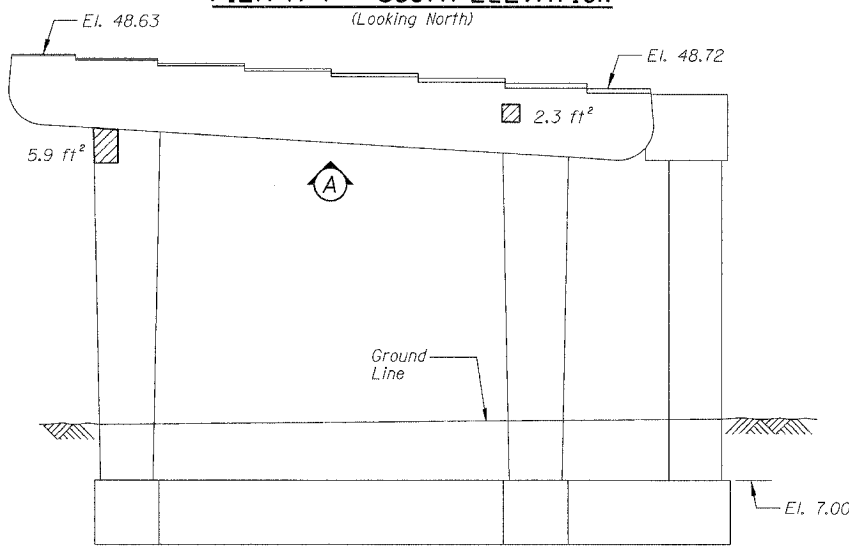 (Looking North)
El. 48.63
El. 48.72
2.3 ft²
5.9 ft²
A
Ground
Line
El. 7.00